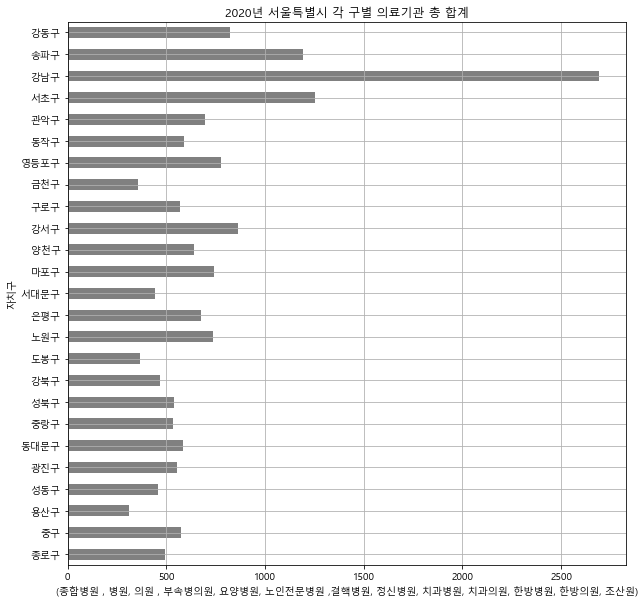 2020년 서울특별시 각 구별 의료기관 총 합계
강동구
송파구
강남구
서초구
관악구
동작구
영등포구
금천구
구로구
강서구
양천구
마포구
서대문구
은평구
노원구
도봉구
강북구
성북구
중랑구
동대문구
광진구
성동구
용산구
중구
종로구
자치구
0 500 1000 1500 2000 2500
(종합병원 , 병원, 의원 , 부속병의원, 요양병원, 노인전문병원 ,결핵병원, 정신병원, 치과병원, 치과의원, 한방병원, 한방의원, 조산원)